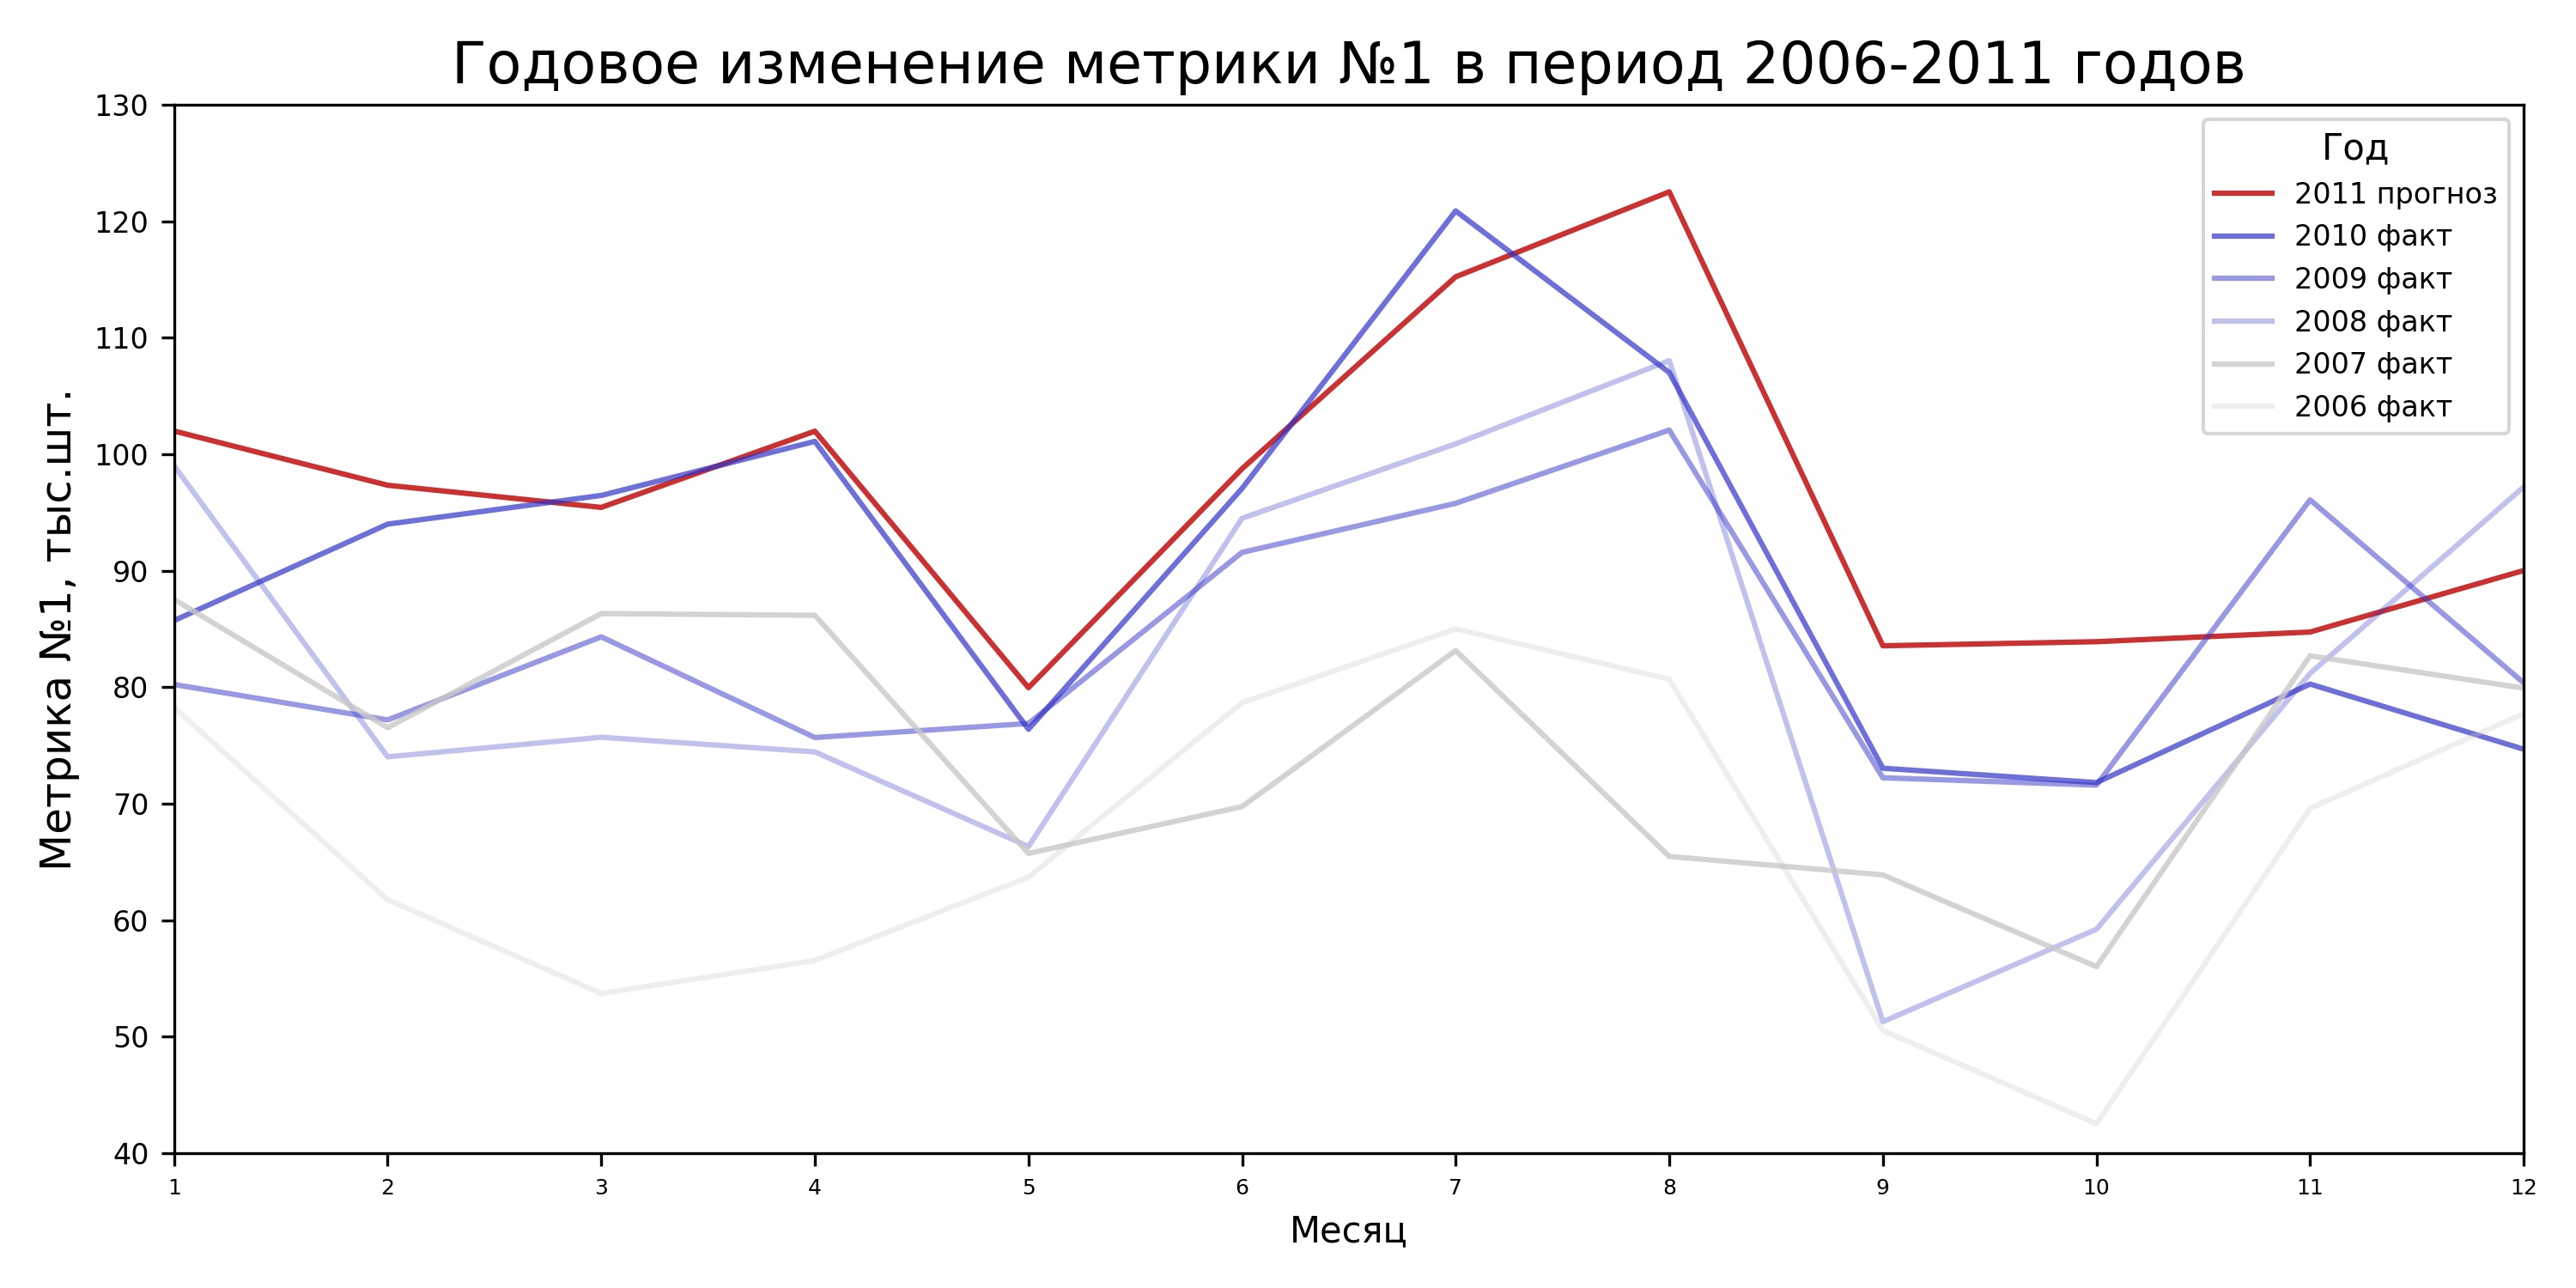 Годовое изменение метрики №1 в период 2006-2011 годов
Метрика №1, тыс.шт.
130
120
110
100
90
80
70
60
50
40
Год
2011 прогноз
2010 факт
2009 факт
2008 факт
2007 факт
2006 факт
1 2 3 4 5 6 7 8 9 10 11 12
Месяц